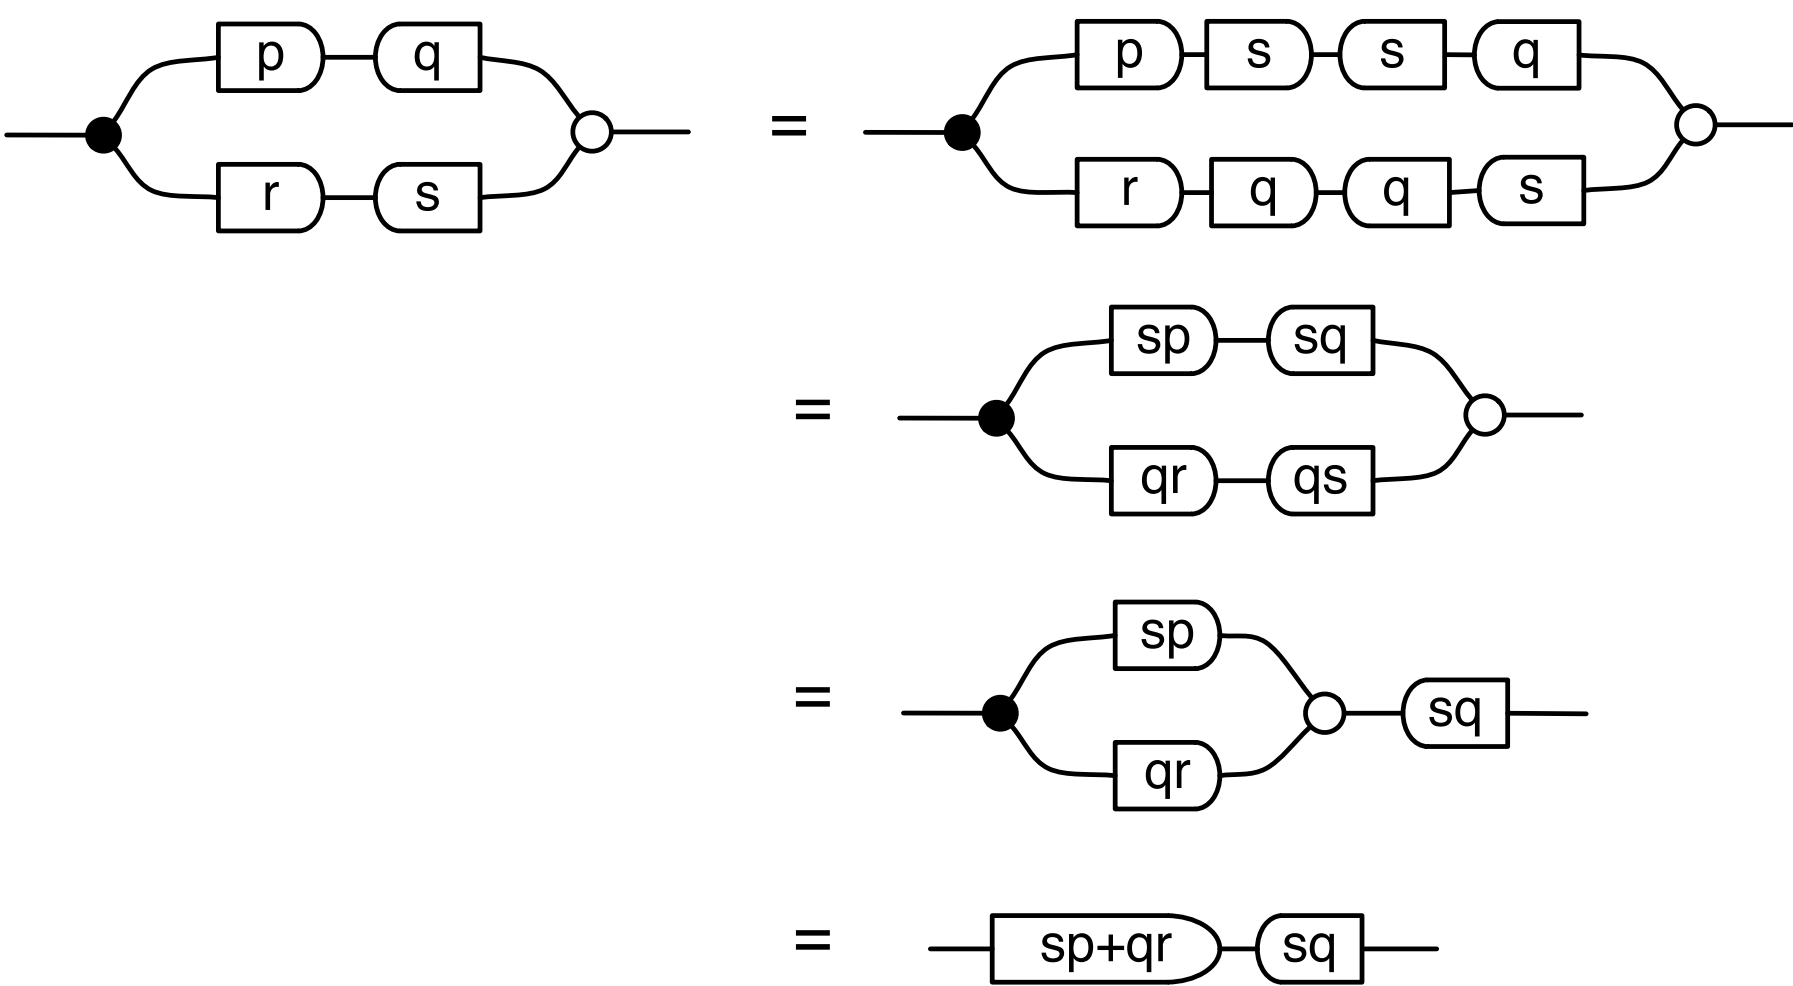 p q = p s s q
r s r q q s
sp sq
=
qr qs
sp
= sq
qr
= sp+qr sq